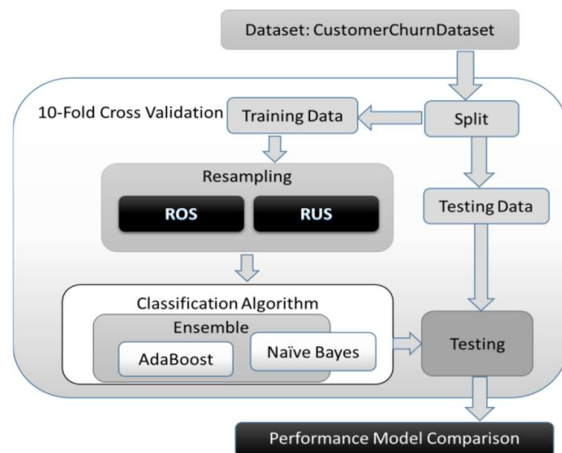 Dataset: CustomerChurnDataset
10-Fold Cross Validation
Training Data
Split
Resampling
ROS
RUS
Testing Data
Classification Algorithm
Ensemble
AdaBoost
Naïve Bayes
Testing
Performance Model Comparison